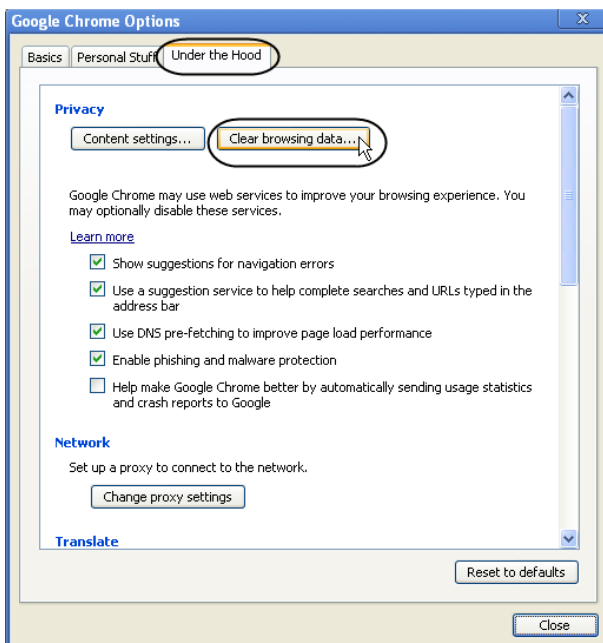 Google Chrome Options
Basics Personal Stuff Under the Hood
Privacy
Content settings... Clear browsing data...
Google Chrome may use web services to improve your browsing experience. You
may optionally disable these services.
Learn more
Show suggestions for navigation errors
Use a suggestion service to help complete searches and URLs typed in the
address bar
Use DNS pre-fetching to improve page load performance
Enable phishing and malware protection
Help make Google Chrome better by automatically sending usage statistics
and crash reports to Google
Network
Set up a proxy to connect to the network.
Change proxy settings
Translate
Reset to defaults
Close